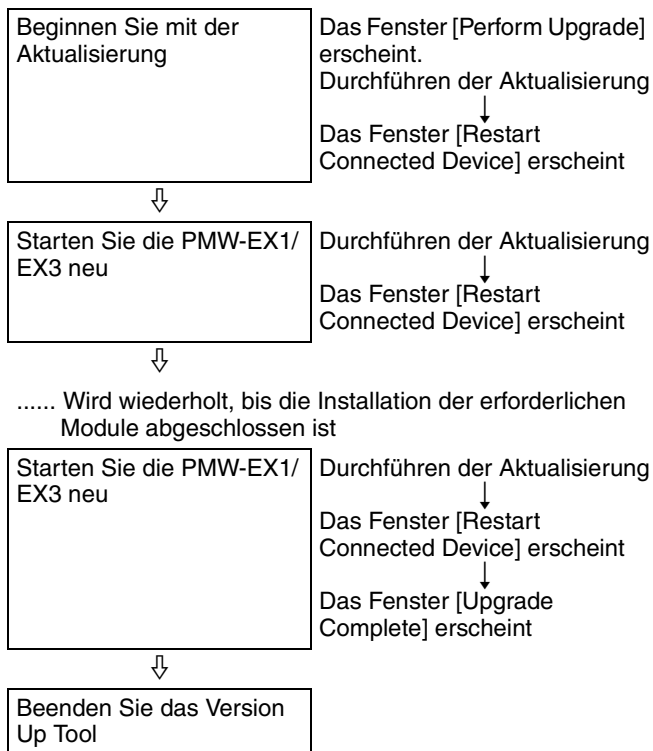 Beginnen Sie mit der
Aktualisierung
Das Fenster [Perform Upgrade]
erscheint.
Durchführen der Aktualisierung
Das Fenster [Restart
Connected Device] erscheint
Starten Sie die PMW-EX1/
EX3 neu
Durchführen der Aktualisierung
Das Fenster [Restart
Connected Device] erscheint
...... Wird wiederholt, bis die Installation der erforderlichen
Module abgeschlossen ist
Starten Sie die PMW-EX1/
EX3 neu
Durchführen der Aktualisierung
Das Fenster [Restart
Connected Device] erscheint
Das Fenster [Upgrade
Complete] erscheint
Beenden Sie das Version
Up Tool